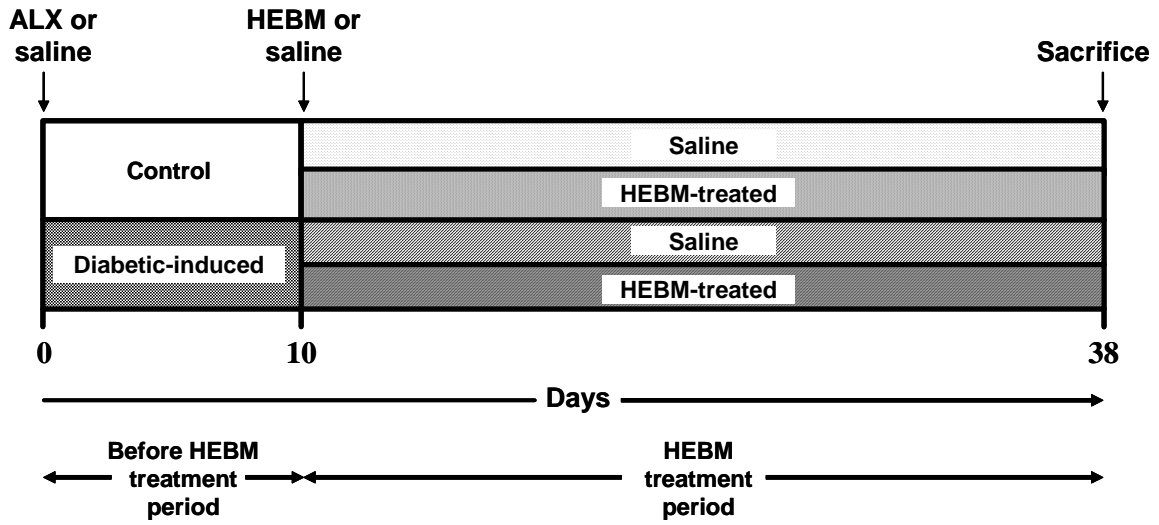 ALX or
saline
HEBM or
saline
Sacrifice
Control
Saline
HEBM-treated
Diabetic-induced
Saline
HEBM-treated
0
10
38
Days
Before HEBM
treatment
period
HEBM
treatment
period